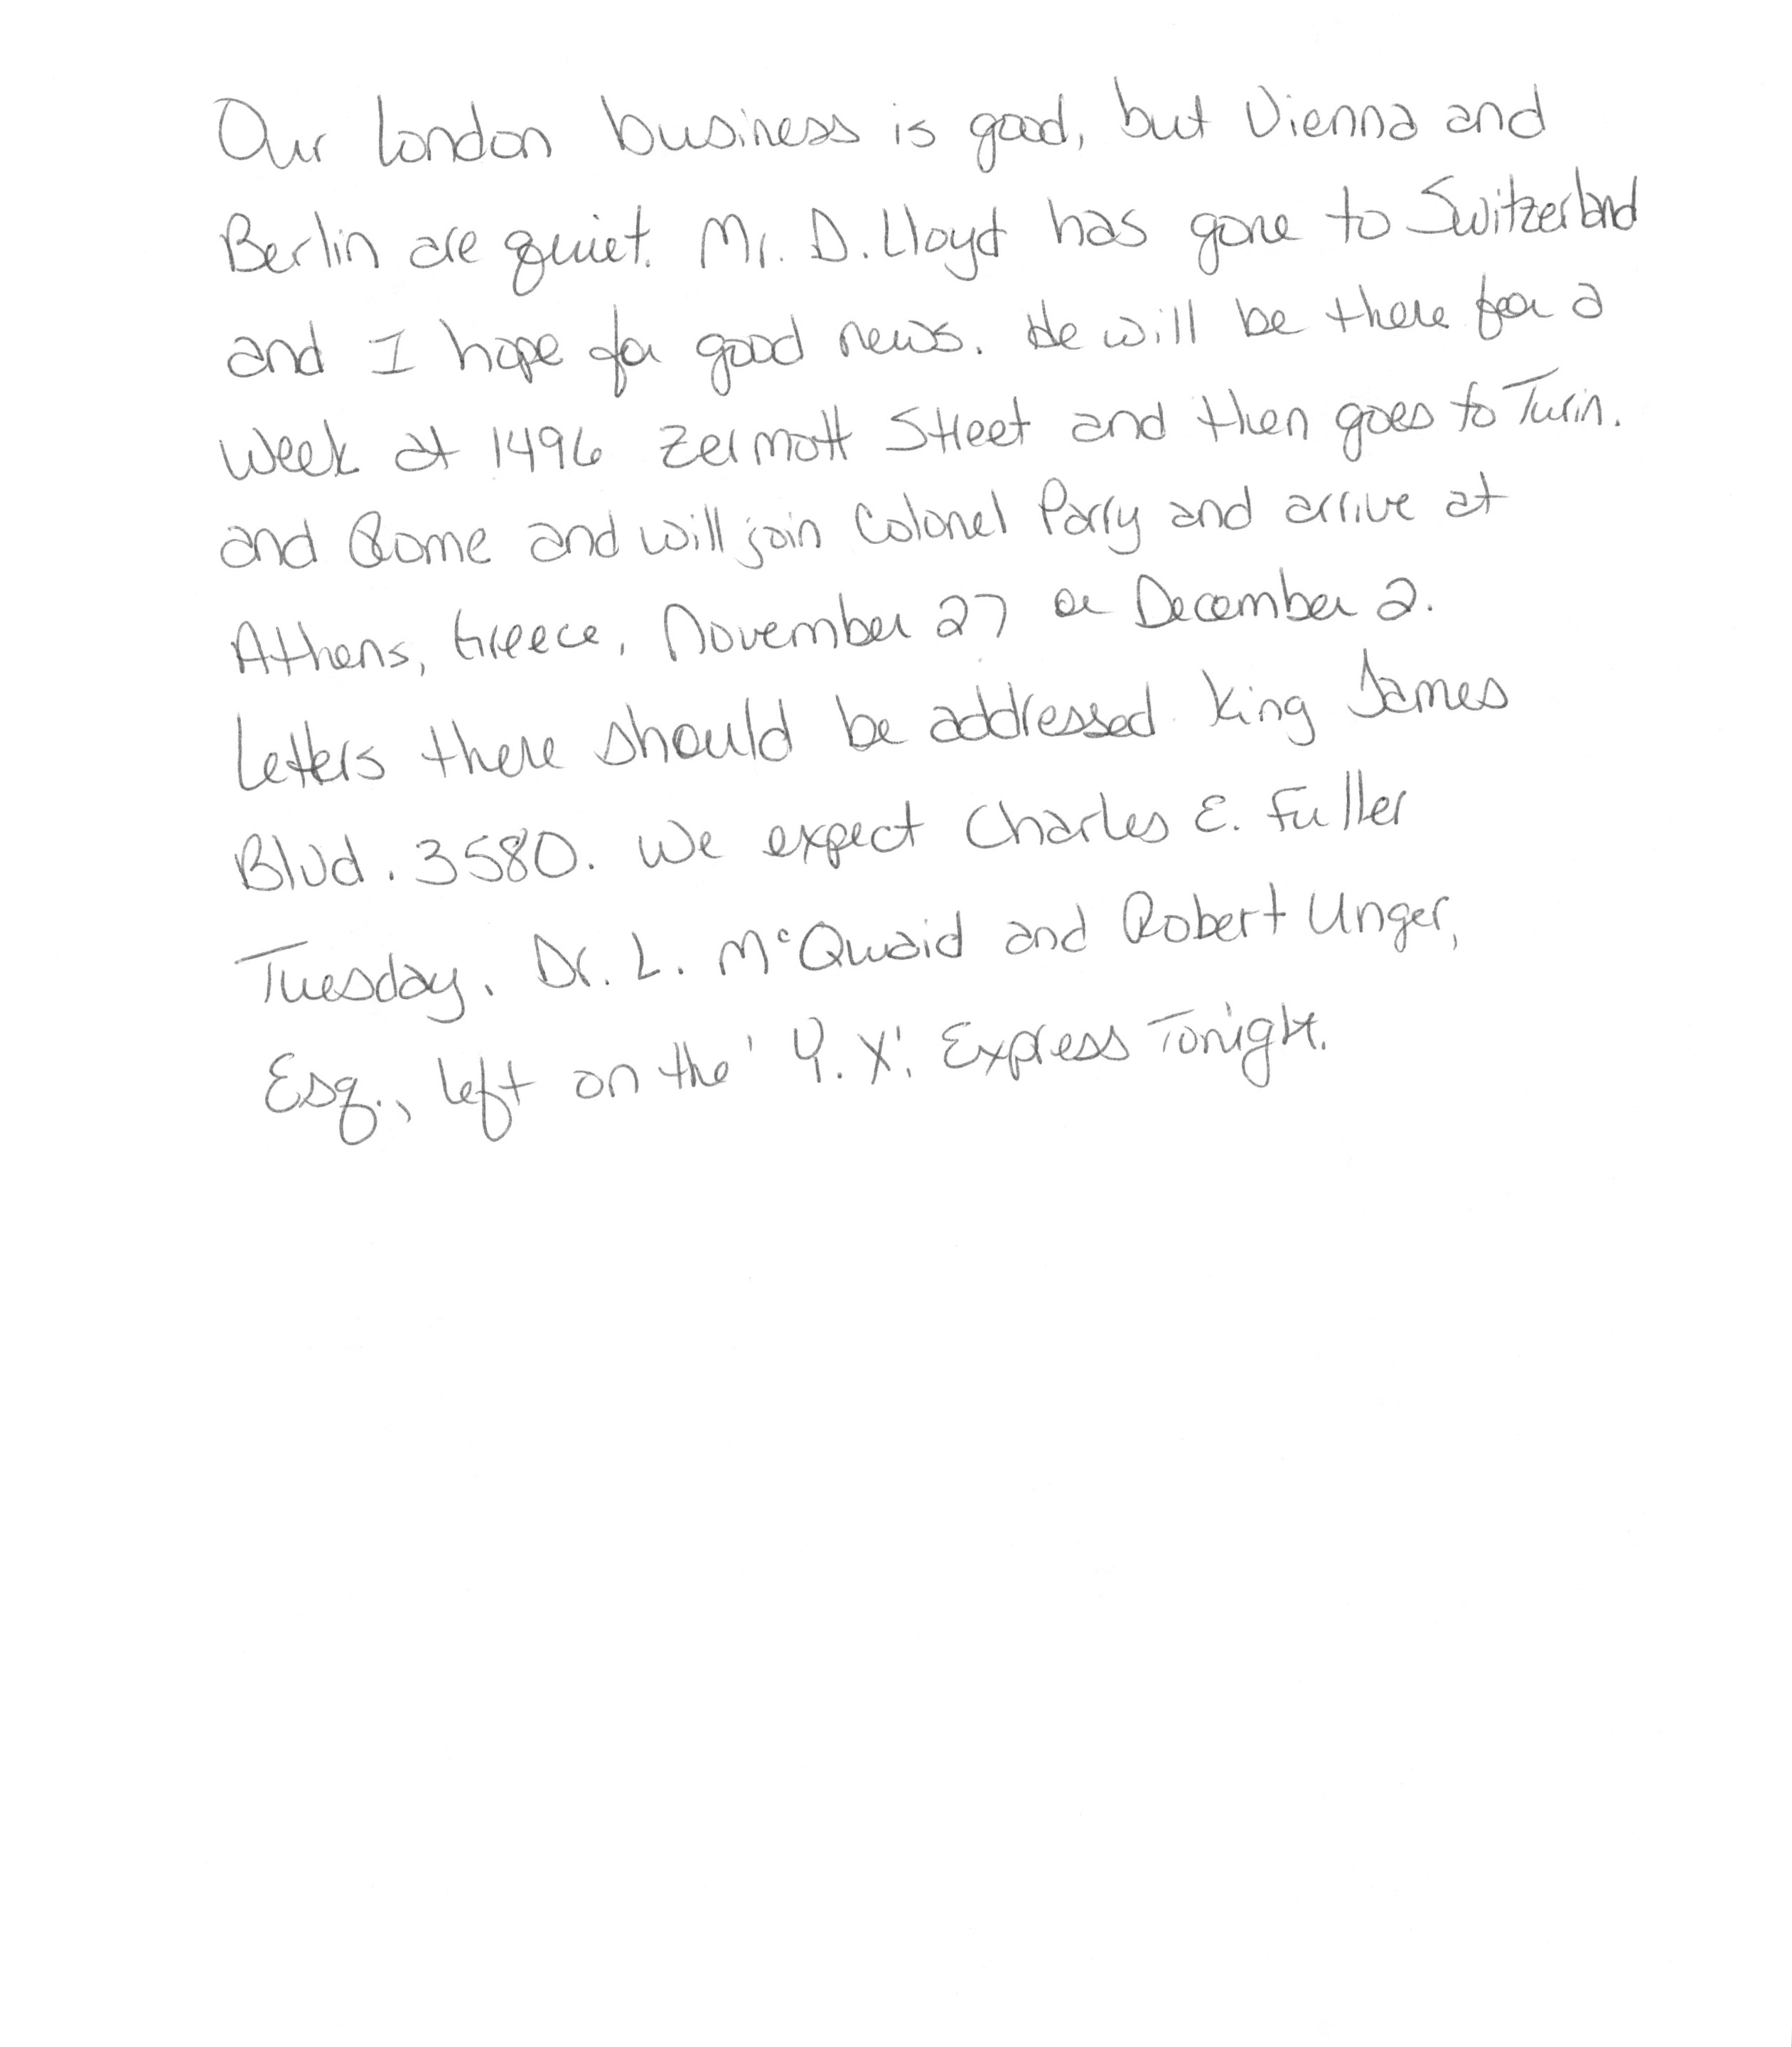 Our London business is good, but Vienna and
Berlin are quiet. Mr. D. Lloyd has gone to Switzerland
and I hope for good news. He will be there for a
week at 1496 Zermott Street and then goes to Turin.
and Rome and will join Colonel Parry and arrive at
Athens, Greece, November 27 or December 2.
Letters there should be addressed King James
Blvd. 3580. We expect Charles E. Fuller
Tuesday. Dr. L. McQuaid and Robert Unger,
Esq., left on the 'Y. X.' Express Tonight.